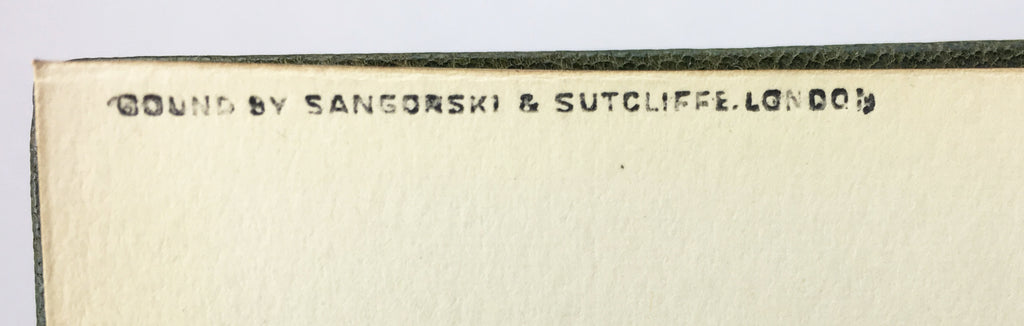 BOUND BY SANGORSKI & SUTCLIFFE. LONDON